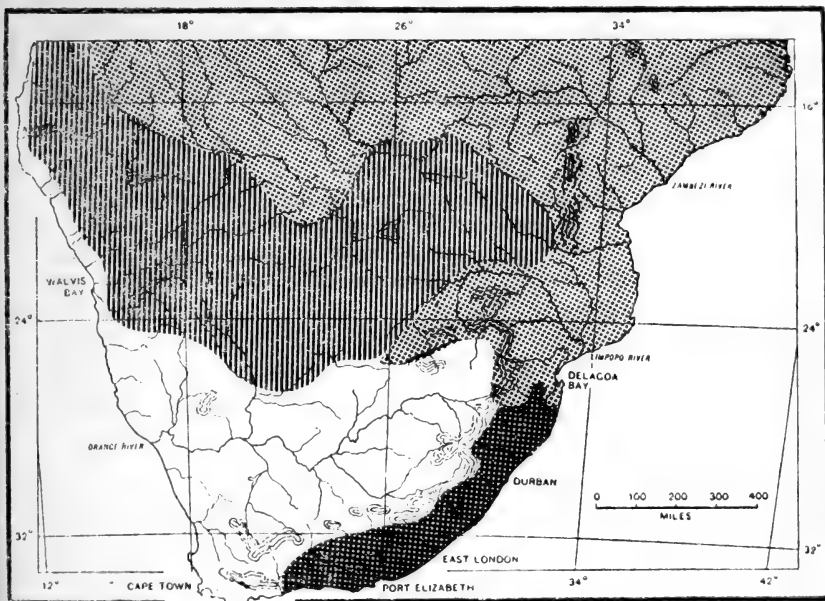 18° 26° 34°
16°
ZAMBEZI RIVER
WALVIS
BAY
24° 24°
LIMPOPO RIVER
DELAGOA
BAY
ORANGE RIVER
DURBAN
0 100 200 300 400
MILES
32° 32°
EAST LONDON
12° CAPE TOWN PORT ELIZABETH 34° 42°